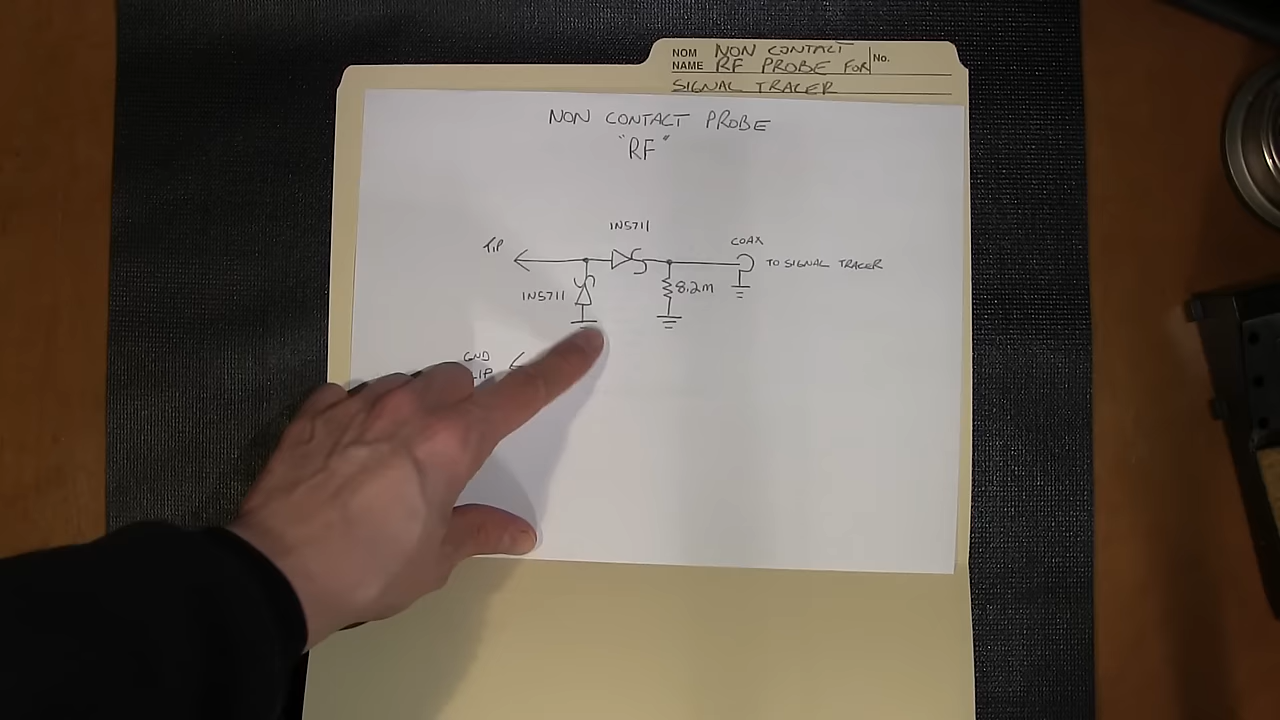 NOM NON CONTACT No.
NAME RF PROBE FOR
SIGNAL TRACER
NON CONTACT PROBE
"RF"
1N5711
TIP
COAX
TO SIGNAL TRACER
1N5711
8.2m
GND